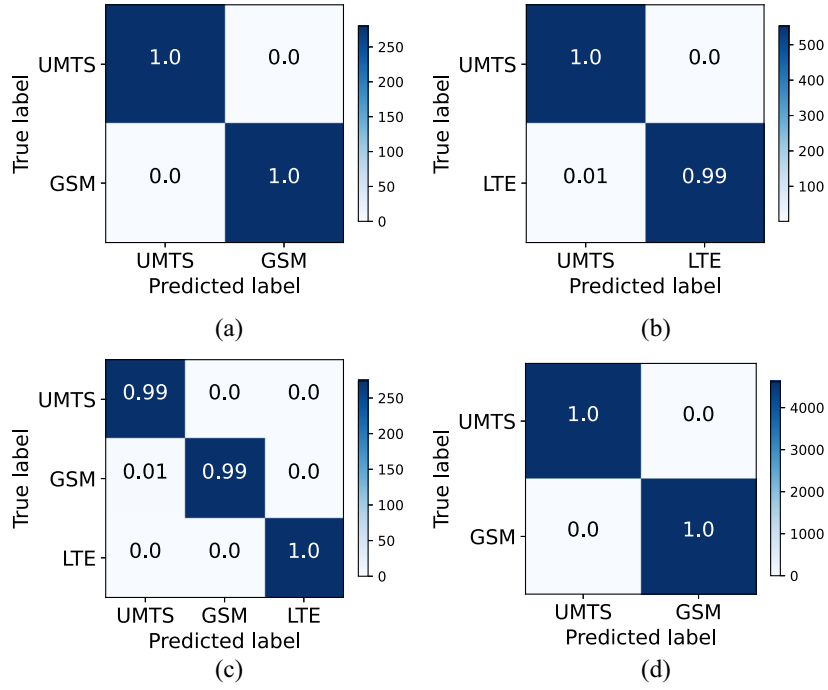 True label
UMTS
GSM
1.0 0.0
0.0 1.0
UMTS GSM
Predicted label
250
200
150
100
50
0
(a)
True label
UMTS
LTE
1.0 0.0
0.01 0.99
UMTS LTE
Predicted label
500
400
300
200
100
(b)
True label
UMTS
GSM
LTE
0.99 0.0 0.0
0.01 0.99 0.0
0.0 0.0 1.0
UMTS GSM LTE
Predicted label
250
200
150
100
50
0
(c)
True label
UMTS
GSM
1.0 0.0
0.0 1.0
UMTS GSM
Predicted label
4000
3000
2000
1000
0
(d)